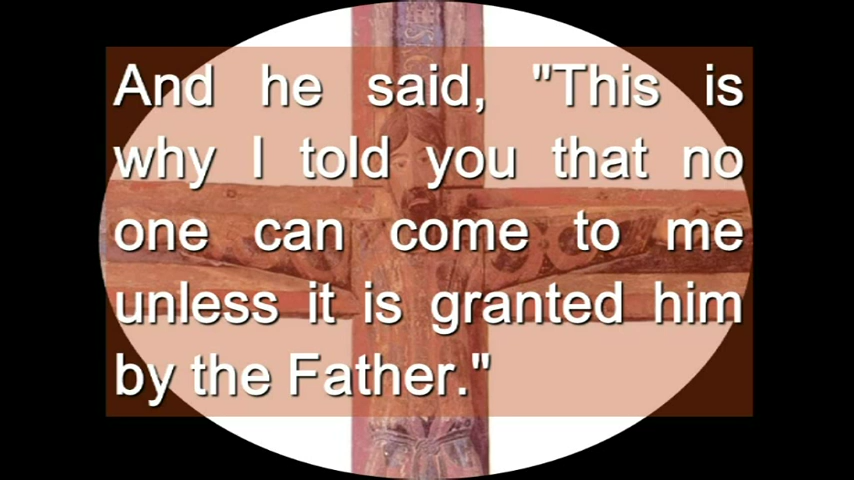 And he said, "This is
why I told you that no
one can come to me
unless it is granted him
by the Father."